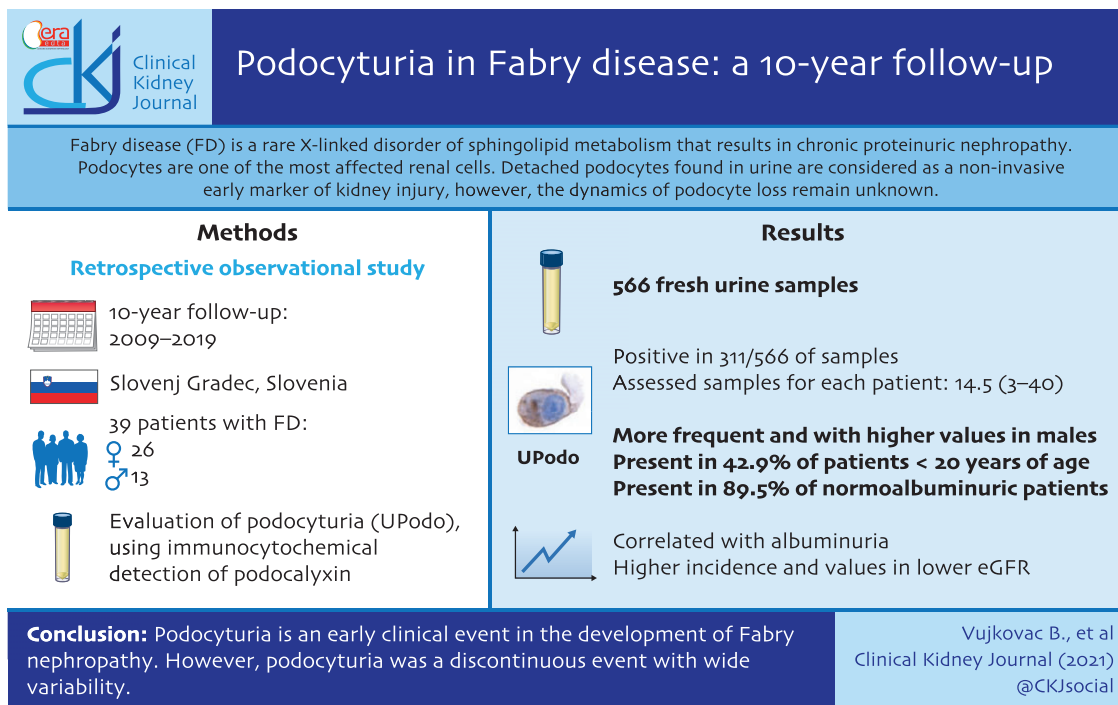 era
edta
ckj
Clinical
Kidney
Journal
Podocyturia in Fabry disease: a 10-year follow-up
Fabry disease (FD) is a rare X-linked disorder of sphingolipid metabolism that results in chronic proteinuric nephropathy.
Podocytes are one of the most affected renal cells. Detached podocytes found in urine are considered as a non-invasive
early marker of kidney injury, however, the dynamics of podocyte loss remain unknown.
Methods
Retrospective observational study
10-year follow-up:
2009–2019
Slovenj Gradec, Slovenia
39 patients with FD:
♀ 26
♂ 13
Evaluation of podocyturia (UPodo),
using immunocytochemical
detection of podocalyxin
Results
566 fresh urine samples
UPodo
Positive in 311/566 of samples
Assessed samples for each patient: 14.5 (3–40)
More frequent and with higher values in males
Present in 42.9% of patients < 20 years of age
Present in 89.5% of normoalbuminuric patients
Correlated with albuminuria
Higher incidence and values in lower eGFR
Conclusion: Podocyturia is an early clinical event in the development of Fabry
nephropathy. However, podocyturia was a discontinuous event with wide
variability.
Vujkovac B., et al
Clinical Kidney Journal (2021)
@CKJsocial